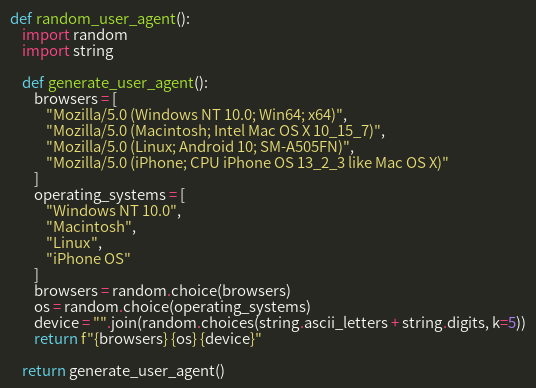 def random_user_agent():
    import random
    import string

    def generate_user_agent():
        browsers = [
            "Mozilla/5.0 (Windows NT 10.0; Win64; x64)",
            "Mozilla/5.0 (Macintosh; Intel Mac OS X 10_15_7)",
            "Mozilla/5.0 (Linux; Android 10; SM-A505FN)",
            "Mozilla/5.0 (iPhone; CPU iPhone OS 13_2_3 like Mac OS X)"
        ]
        operating_systems = [
            "Windows NT 10.0",
            "Macintosh",
            "Linux",
            "iPhone OS"
        ]
        browsers = random.choice(browsers)
        os = random.choice(operating_systems)
        device = "".join(random.choices(string.ascii_letters + string.digits, k=5))
        return f"{browsers} {os} {device}"

    return generate_user_agent()